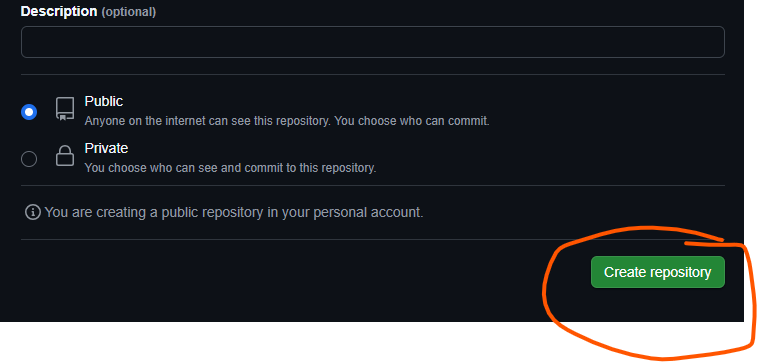 Description (optional)
Public
Anyone on the internet can see this repository. You choose who can commit.
Private
You choose who can see and commit to this repository.
You are creating a public repository in your personal account.
Create repository